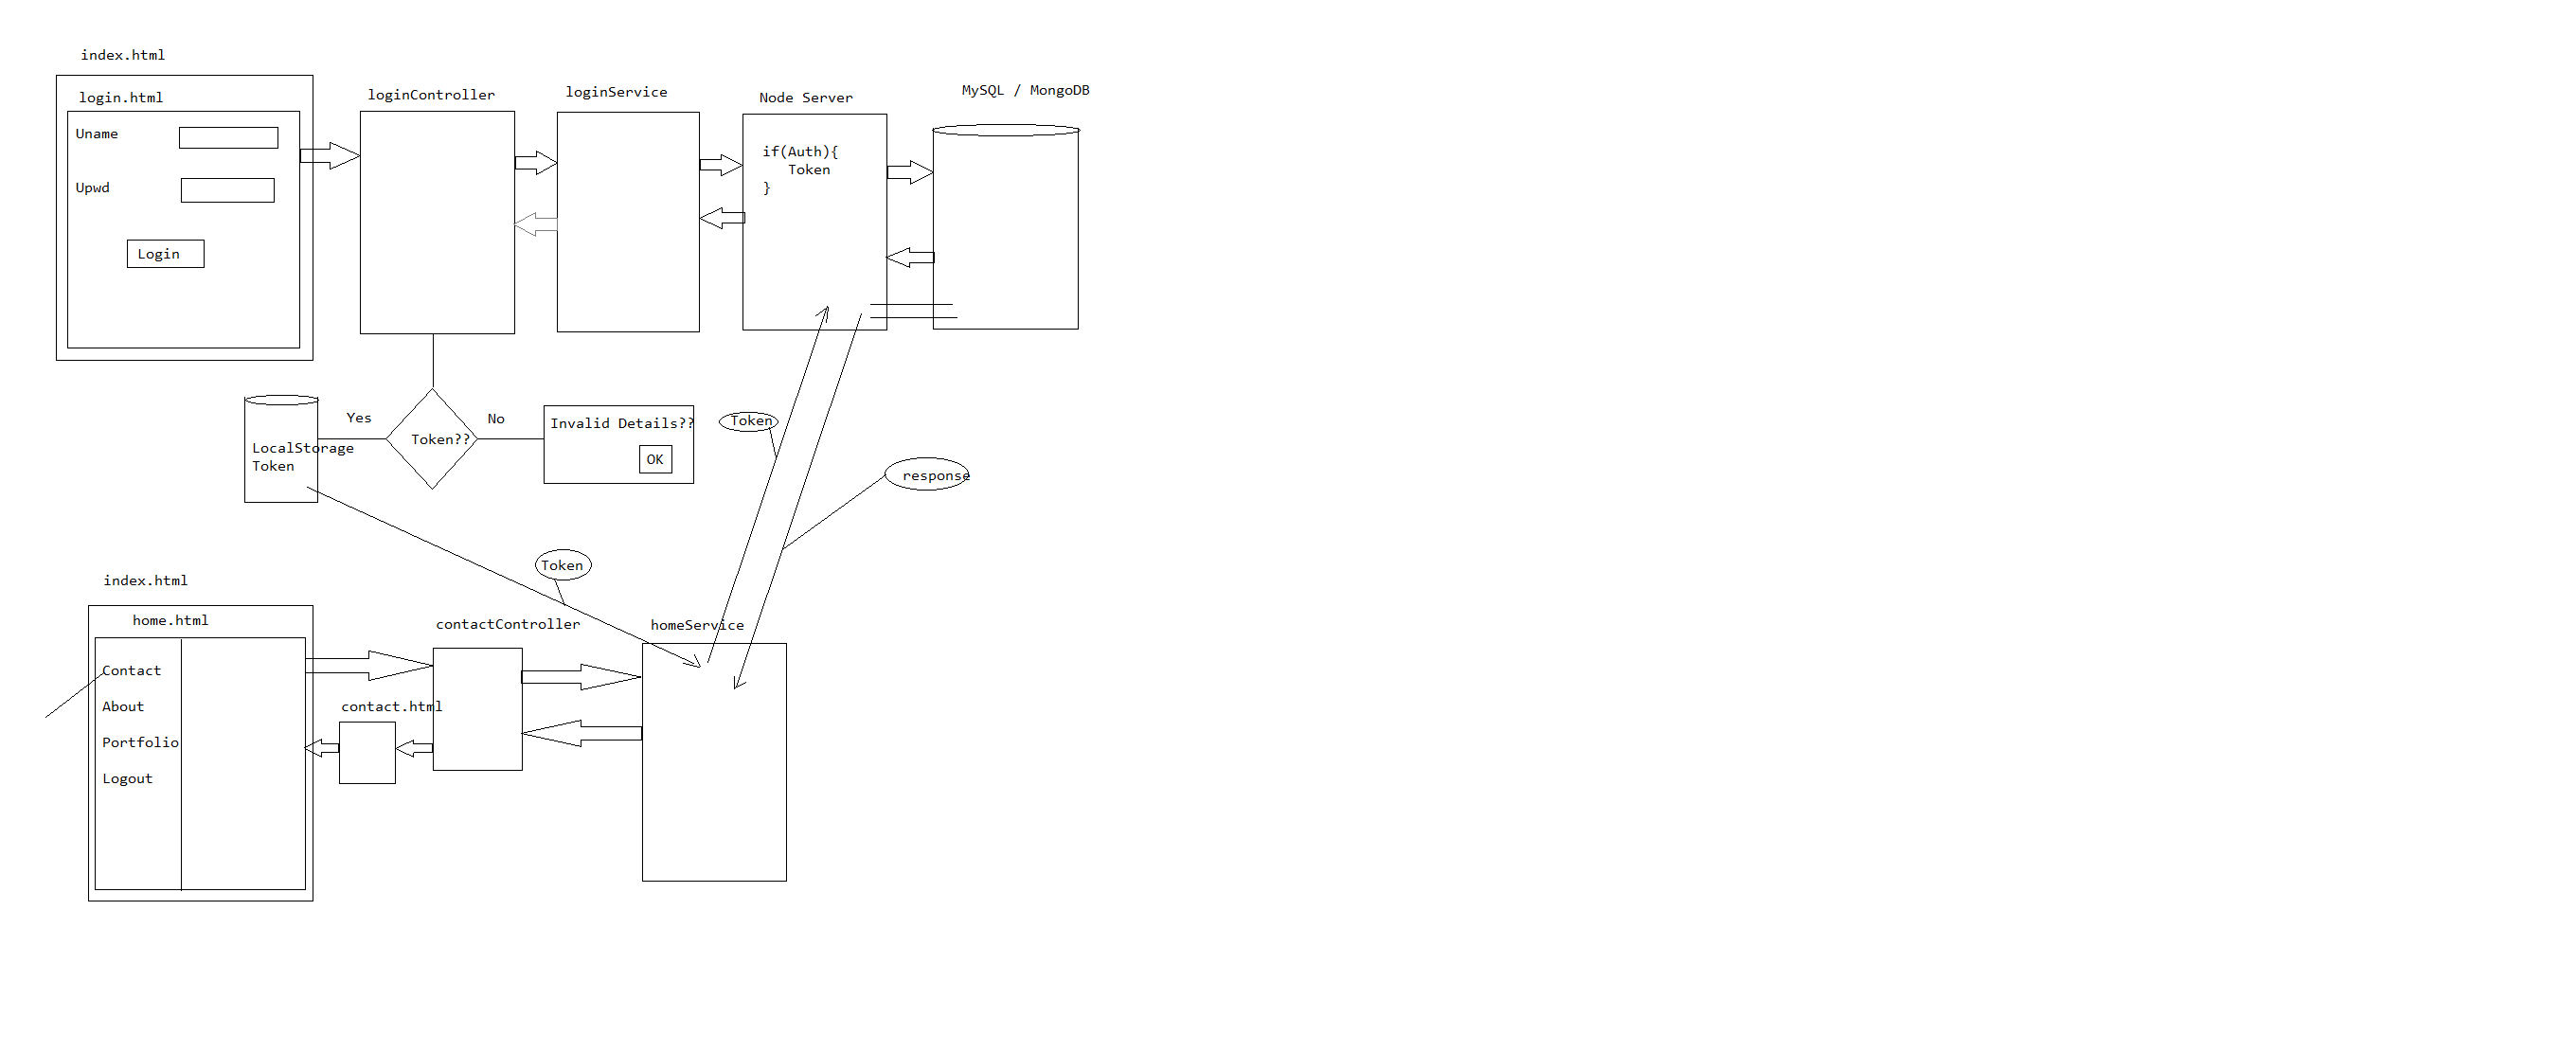 index.html
login.html
Uname
Upwd
Login
loginController
loginService
Node Server
if(Auth){
Token
}
MySQL / MongoDB
Yes
Token??
No
LocalStorage
Token
Invalid Details??
OK
Token
response
Token
index.html
home.html
Contact
About
Portfolio
Logout
contactController
contact.html
homeService